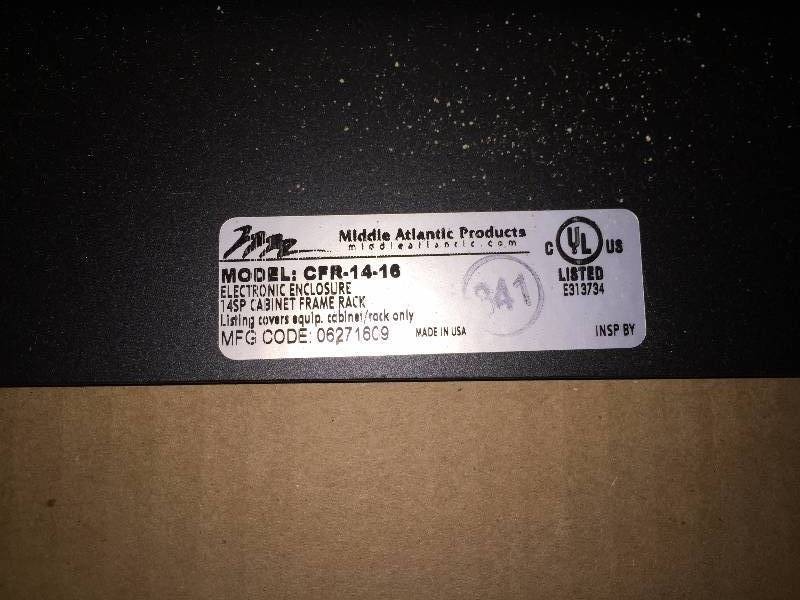 Middle Atlantic Products
middleatlantic.com
MODEL: CFR-14-16
ELECTRONIC ENCLOSURE
14SP CABINET FRAME RACK
Listing covers equip. cabinet/rack only
MFG CODE: 06271609
MADE IN USA
941
C UL US
LISTED
E313734
INSP BY